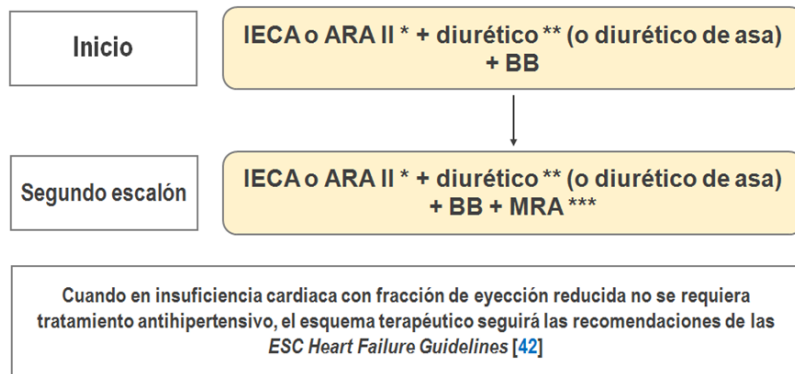 Inicio
IECA o ARA II * + diurético ** (o diurético de asa)
+ BB
Segundo escalón
IECA o ARA II * + diurético ** (o diurético de asa)
+ BB + MRA ***
Cuando en insuficiencia cardiaca con fracción de eyección reducida no se requiera
tratamiento antihipertensivo, el esquema terapéutico seguirá las recomendaciones de las
ESC Heart Failure Guidelines [42]